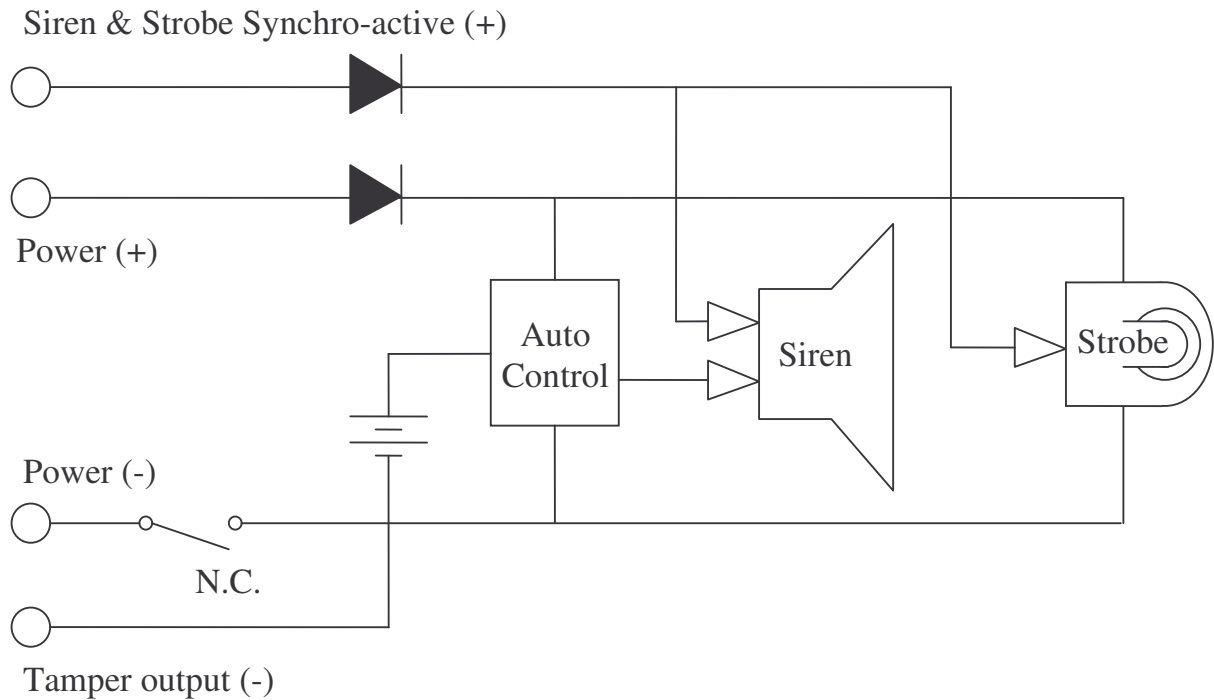 Siren & Strobe Synchro-active (+)
Power (+)
Auto
Control
Siren
Strobe
Power (-)
N.C.
Tamper output (-)